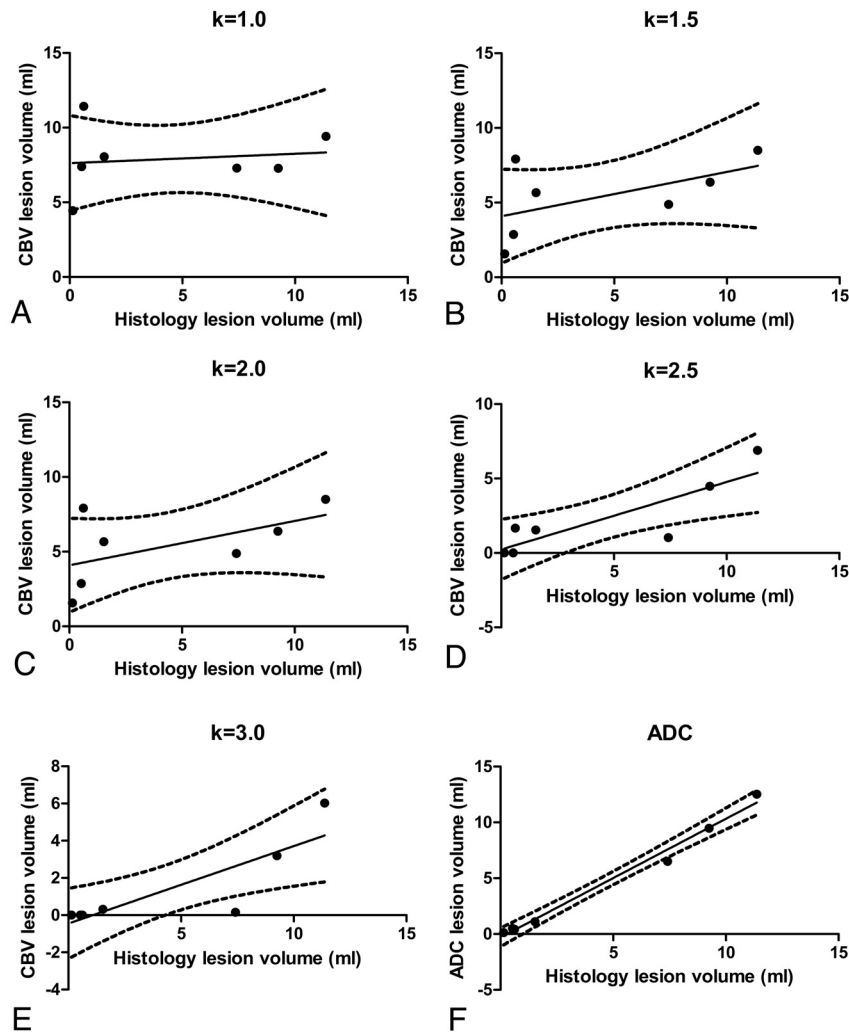 k=1.0
15
10
5
0
CBV lesion volume (ml)
0 5 10 15
Histology lesion volume (ml)
A
k=1.5
15
10
5
0
CBV lesion volume (ml)
0 5 10 15
Histology lesion volume (ml)
B
k=2.0
15
10
5
0
CBV lesion volume (ml)
0 5 10 15
Histology lesion volume (ml)
C
k=2.5
10
5
0
-5
CBV lesion volume (ml)
5 10 15
Histology lesion volume (ml)
D
k=3.0
8
6
4
2
0
-2
-4
CBV lesion volume (ml)
5 10 15
Histology lesion volume (ml)
E
ADC
15
10
5
0
-5
ADC lesion volume (ml)
5 10 15
Histology lesion volume (ml)
F